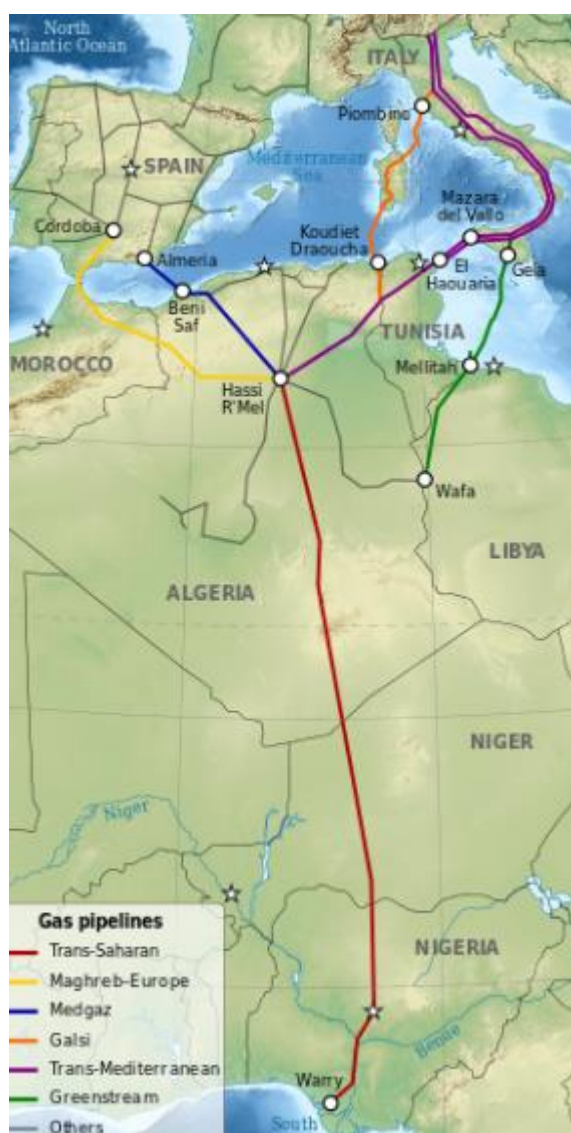 North
Atlantic Ocean
ITALY
Piombino
SPAIN
Mediterranean
Sea
Mazara
del Vallo
Cordoba
Koudiet
Draoucha
Almeria
El
Haouaria
Gela
Beni
Saf
TUNISIA
MOROCCO
Mellitah
Hassi
R'Mel
Wafa
LIBYA
ALGERIA
NIGER
Niger
Gas pipelines
NIGERIA
Trans-Saharan
Maghreb-Europe
Medgaz
Galsi
Benue
Trans-Mediterranean
Warry
Greenstream
South
Others